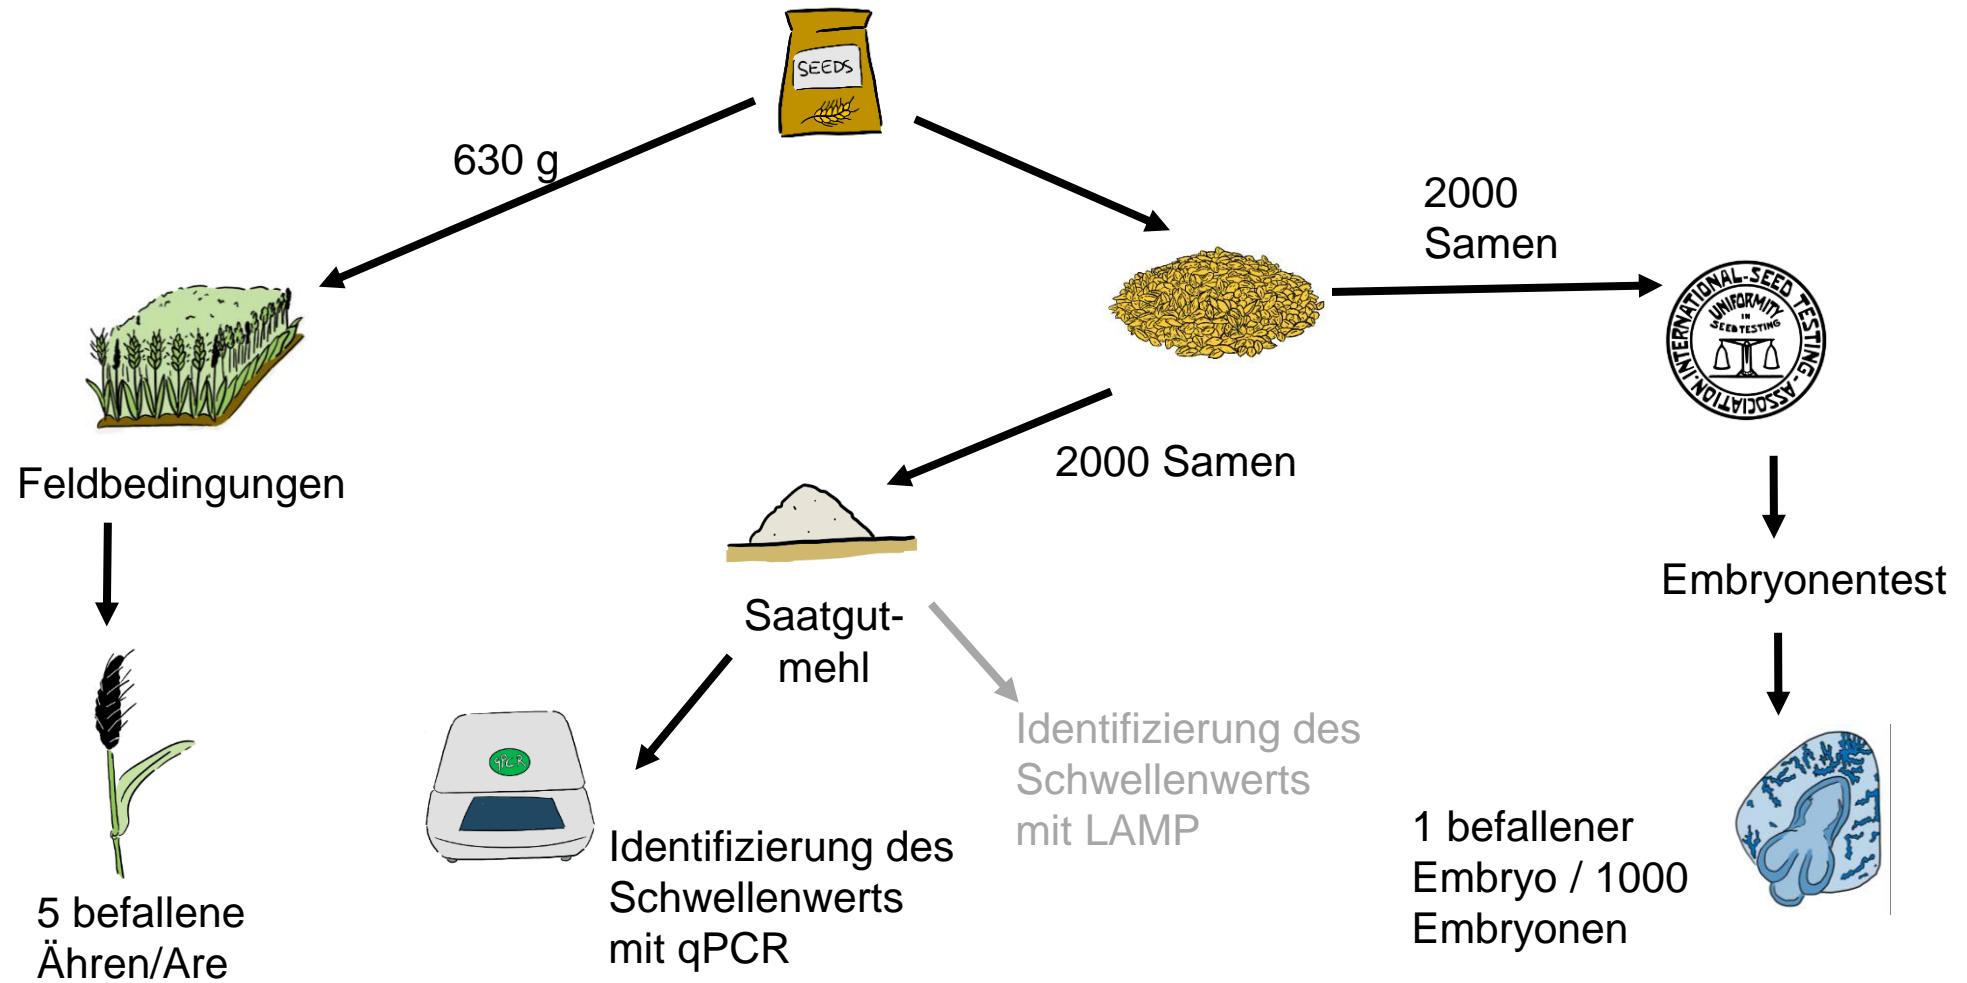 SEEDS
630 g
2000
Samen
INTERNATIONAL-SEED TESTING-ASSOCIATION.
UNIFORMITY
IN
SEED TESTING
2000 Samen
Feldbedingungen
Embryonentest
Saatgut-
mehl
Identifizierung des
Schwellenwerts
mit LAMP
qPCR
Identifizierung des
Schwellenwerts
mit qPCR
1 befallener
Embryo / 1000
Embryonen
5 befallene
Ähren/Are